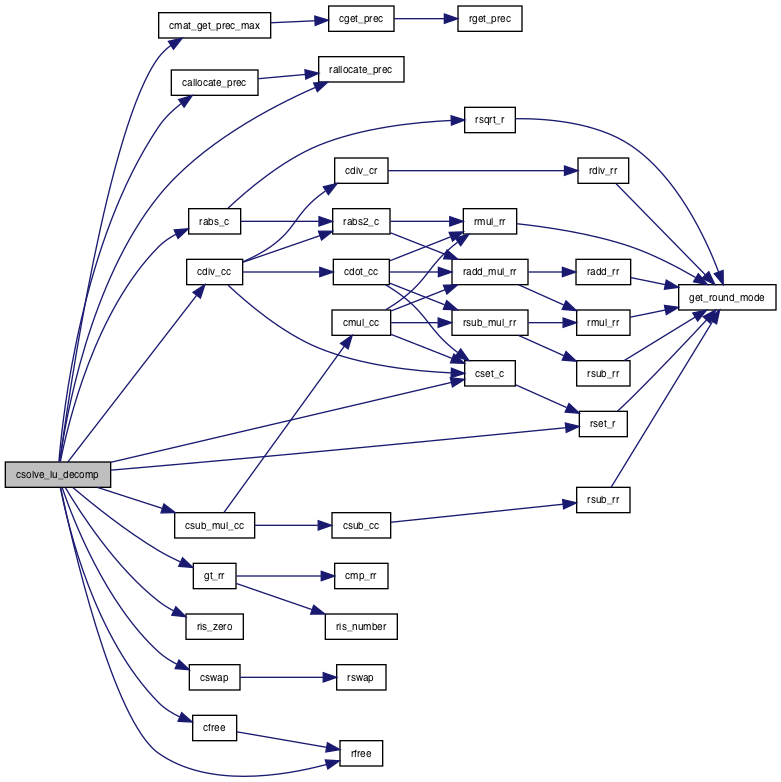 cmat_get_prec_max
cget_prec
rget_prec
callocate_prec
rallocate_prec
rsqrt_r
cdiv_cr
rdiv_rr
rabs_c
rabs2_c
rmul_rr
cdiv_cc
cdot_cc
radd_mul_rr
radd_rr
get_round_mode
cmul_cc
rsub_mul_rr
rmul_rr
cset_c
rsub_rr
rset_r
csolve_lu_decomp
csub_mul_cc
csub_cc
rsub_rr
gt_rr
cmp_rr
ris_zero
ris_number
cswap
rswap
cfree
rfree